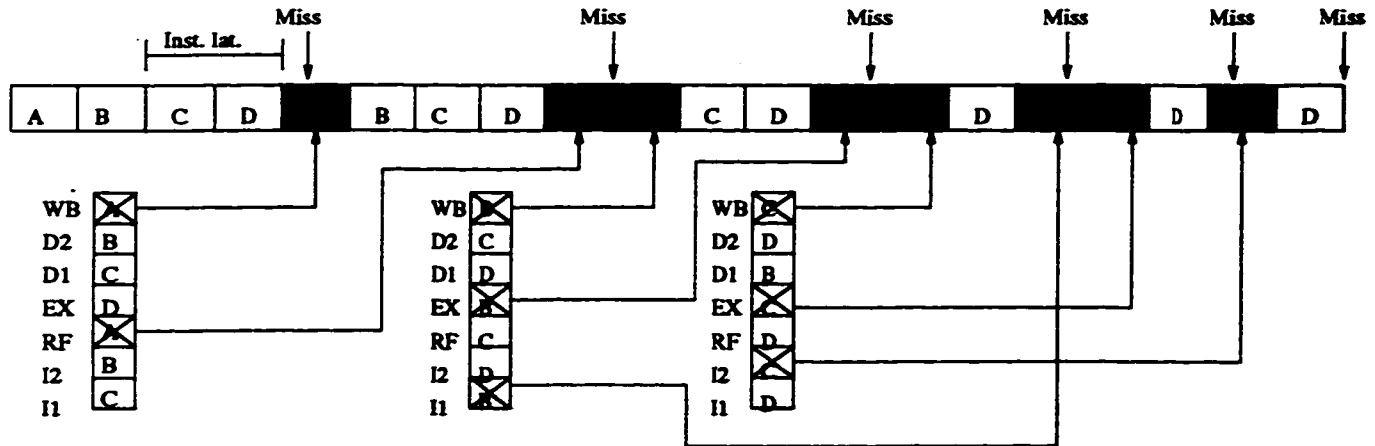 Miss Miss Miss Miss Miss Miss
Inst. lat.
A B C D B C D C D D D D
WB A WB B WB C
D2 B D2 C D2 D
D1 C D1 D D1 B
EX D EX B EX C
RF A RF C RF D
I2 B I2 D I2 C
I1 C I1 I1 D